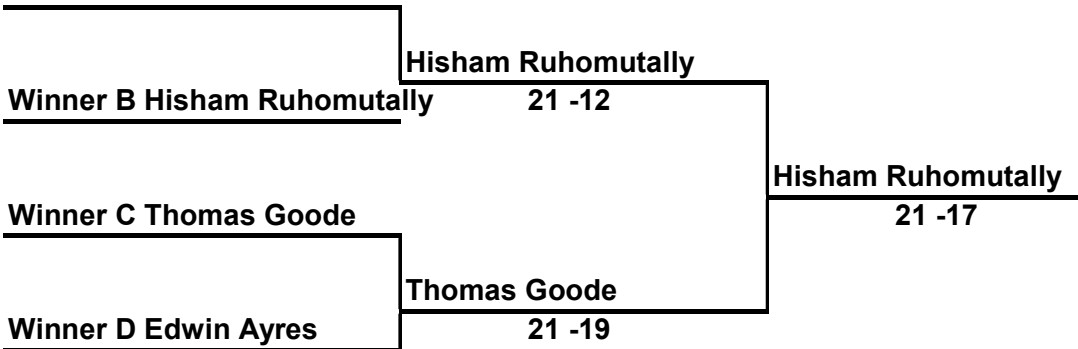 Hisham Ruhomutally
Winner B Hisham Ruhomutally
21 -12
Hisham Ruhomutally
Winner C Thomas Goode
21 -17
Thomas Goode
Winner D Edwin Ayres
21 -19